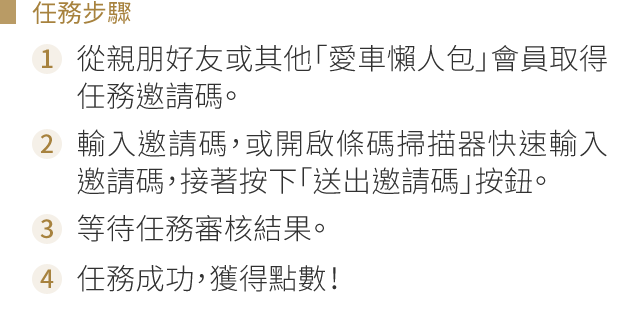 任務步驟
1 從親朋好友或其他「愛車懶人包」會員取得
任務邀請碼。
2 輸入邀請碼，或開啟條碼掃描器快速輸入
邀請碼，接著按下「送出邀請碼」按鈕。
3 等待任務審核結果。
4 任務成功，獲得點數！